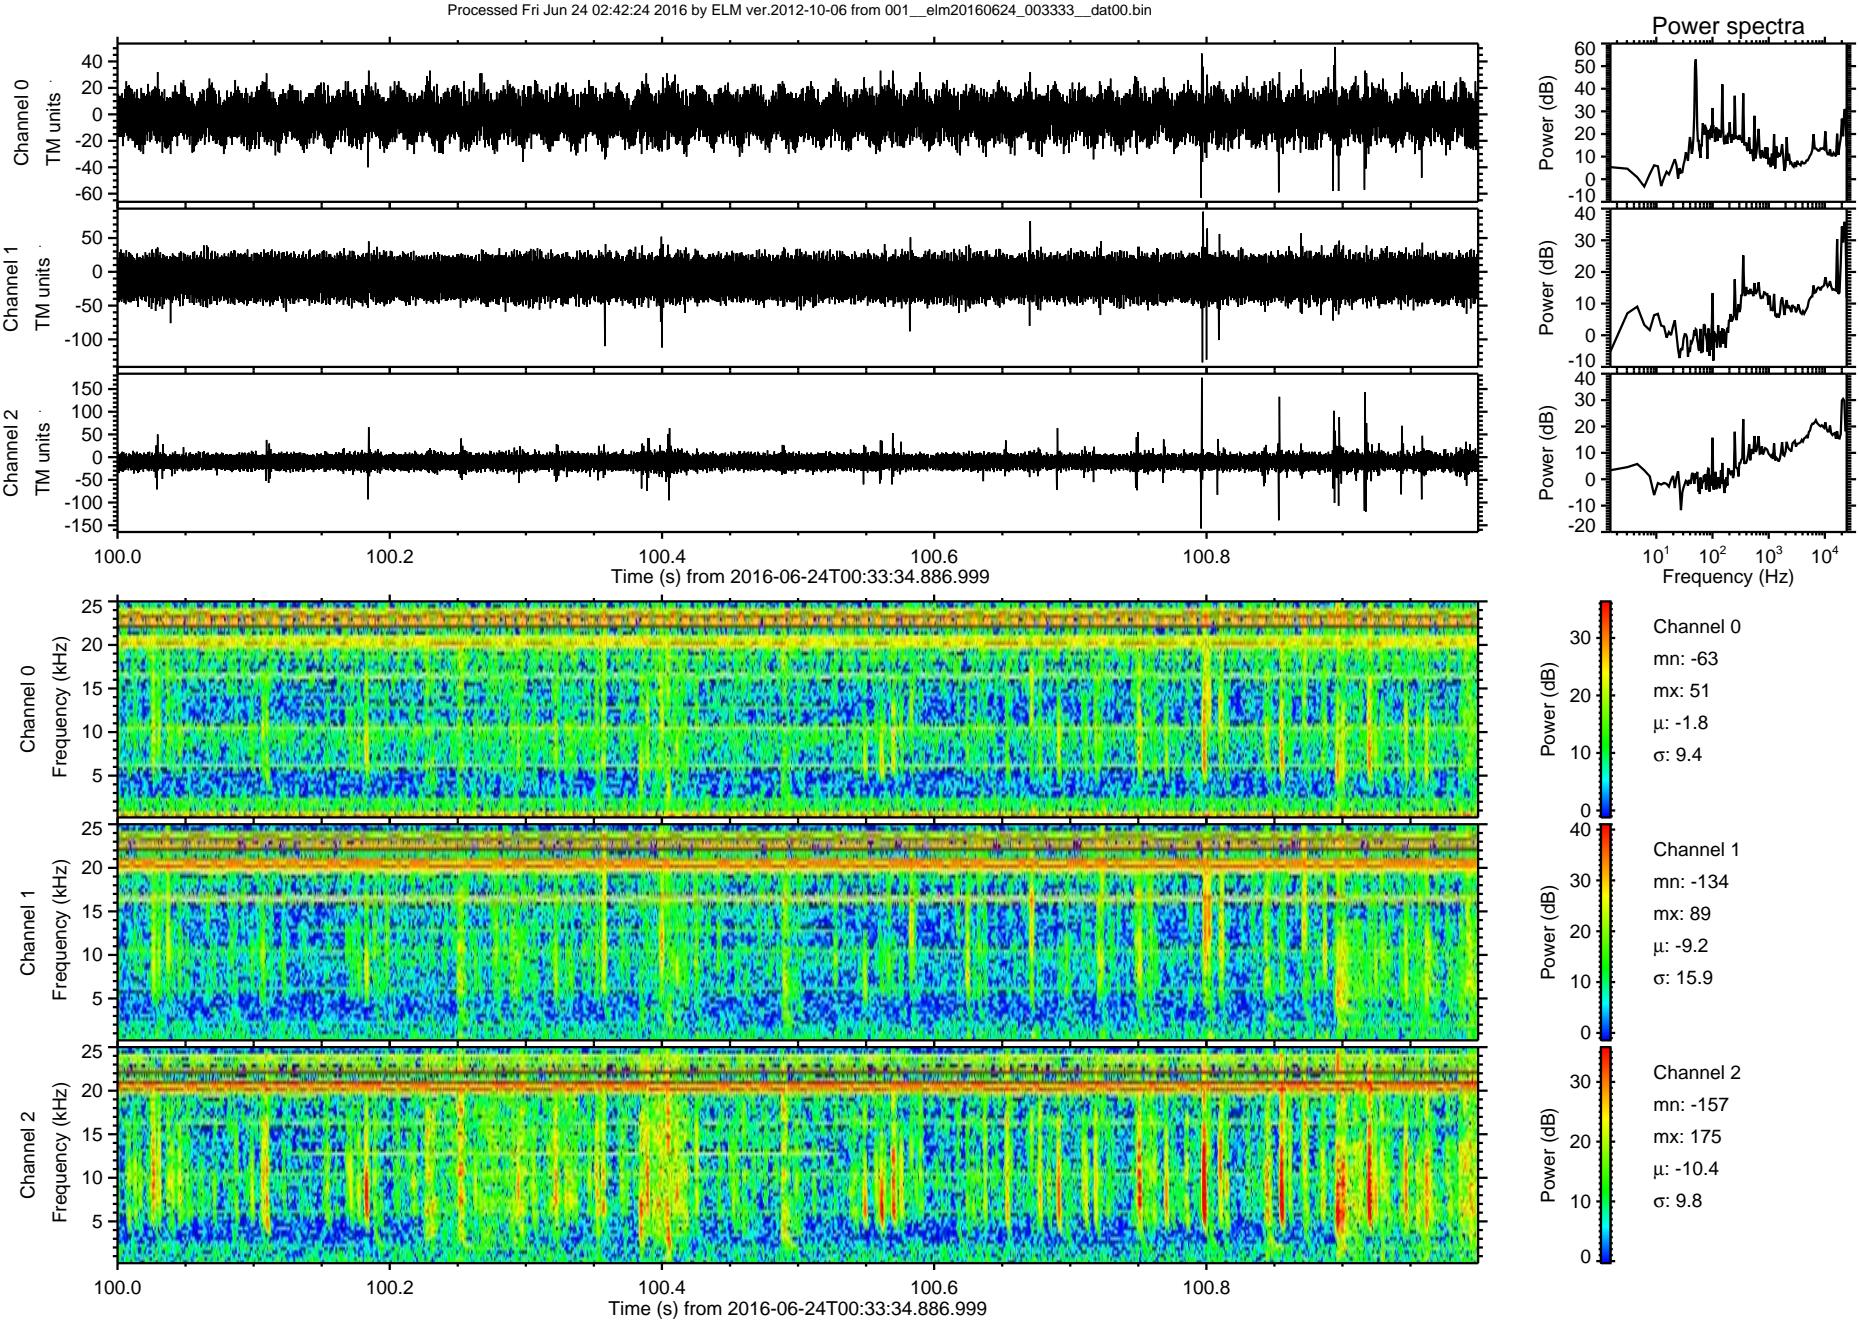 Processed Fri Jun 24 02:42:24 2016 by ELM ver.2012-10-06 from 001__elm20160624_003333__dat00.bin
Power spectra
Channel 0
TM units
40
20
0
-20
-40
-60
Power (dB)
60
50
40
30
20
10
0
-10
Channel 1
TM units
50
0
-50
-100
Power (dB)
40
30
20
10
0
-10
Channel 2
TM units
150
100
50
0
-50
-100
-150
Power (dB)
40
30
20
10
0
-10
-20
100.0 100.2 100.4 100.6 100.8
Time (s) from 2016-06-24T00:33:34.886.999
10¹ 10² 10³ 10⁴
Frequency (Hz)
Channel 0
Frequency (kHz)
25
20
15
10
5
Power (dB)
30
20
10
0
Channel 0
mn: -63
mx: 51
μ: -1.8
σ: 9.4
Channel 1
Frequency (kHz)
25
20
15
10
5
Power (dB)
40
30
20
10
0
Channel 1
mn: -134
mx: 89
μ: -9.2
σ: 15.9
Channel 2
Frequency (kHz)
25
20
15
10
5
Power (dB)
30
20
10
0
Channel 2
mn: -157
mx: 175
μ: -10.4
σ: 9.8
100.0 100.2 100.4 100.6 100.8
Time (s) from 2016-06-24T00:33:34.886.999